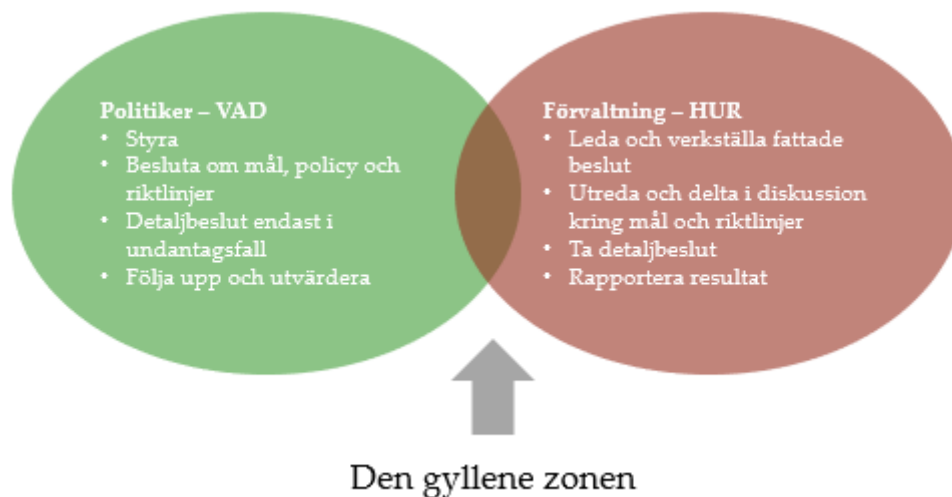 Politiker – VAD
• Styra
• Besluta om mål, policy och
riktlinjer
• Detaljbeslut endast i
undantagsfall
• Följa upp och utvärdera
Förvaltning – HUR
• Leda och verkställa fattade
beslut
• Utreda och delta i diskussion
kring mål och riktlinjer
• Ta detaljbeslut
• Rapportera resultat
Den gyllene zonen